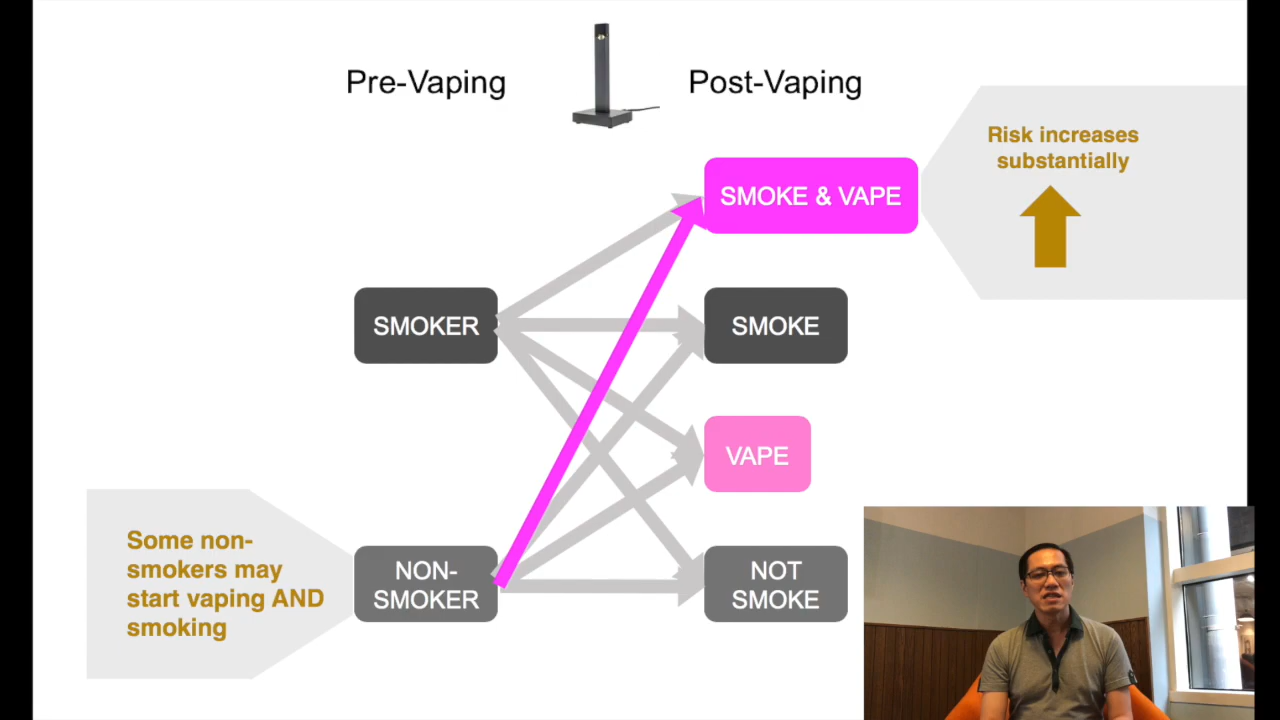 Pre-Vaping
Post-Vaping
Risk increases
substantially
SMOKE & VAPE
SMOKER
SMOKE
VAPE
Some non-
smokers may
start vaping AND
smoking
NON-
SMOKER
NOT
SMOKE